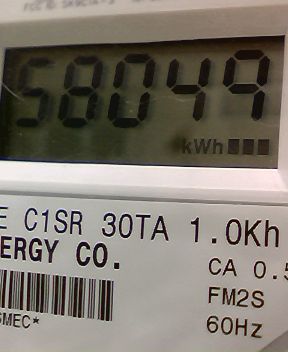 58049
kWh
E C1SR 30TA 1.0Kh
ERGY CO.
CA 0.5
FM2S
SMEC*
60Hz